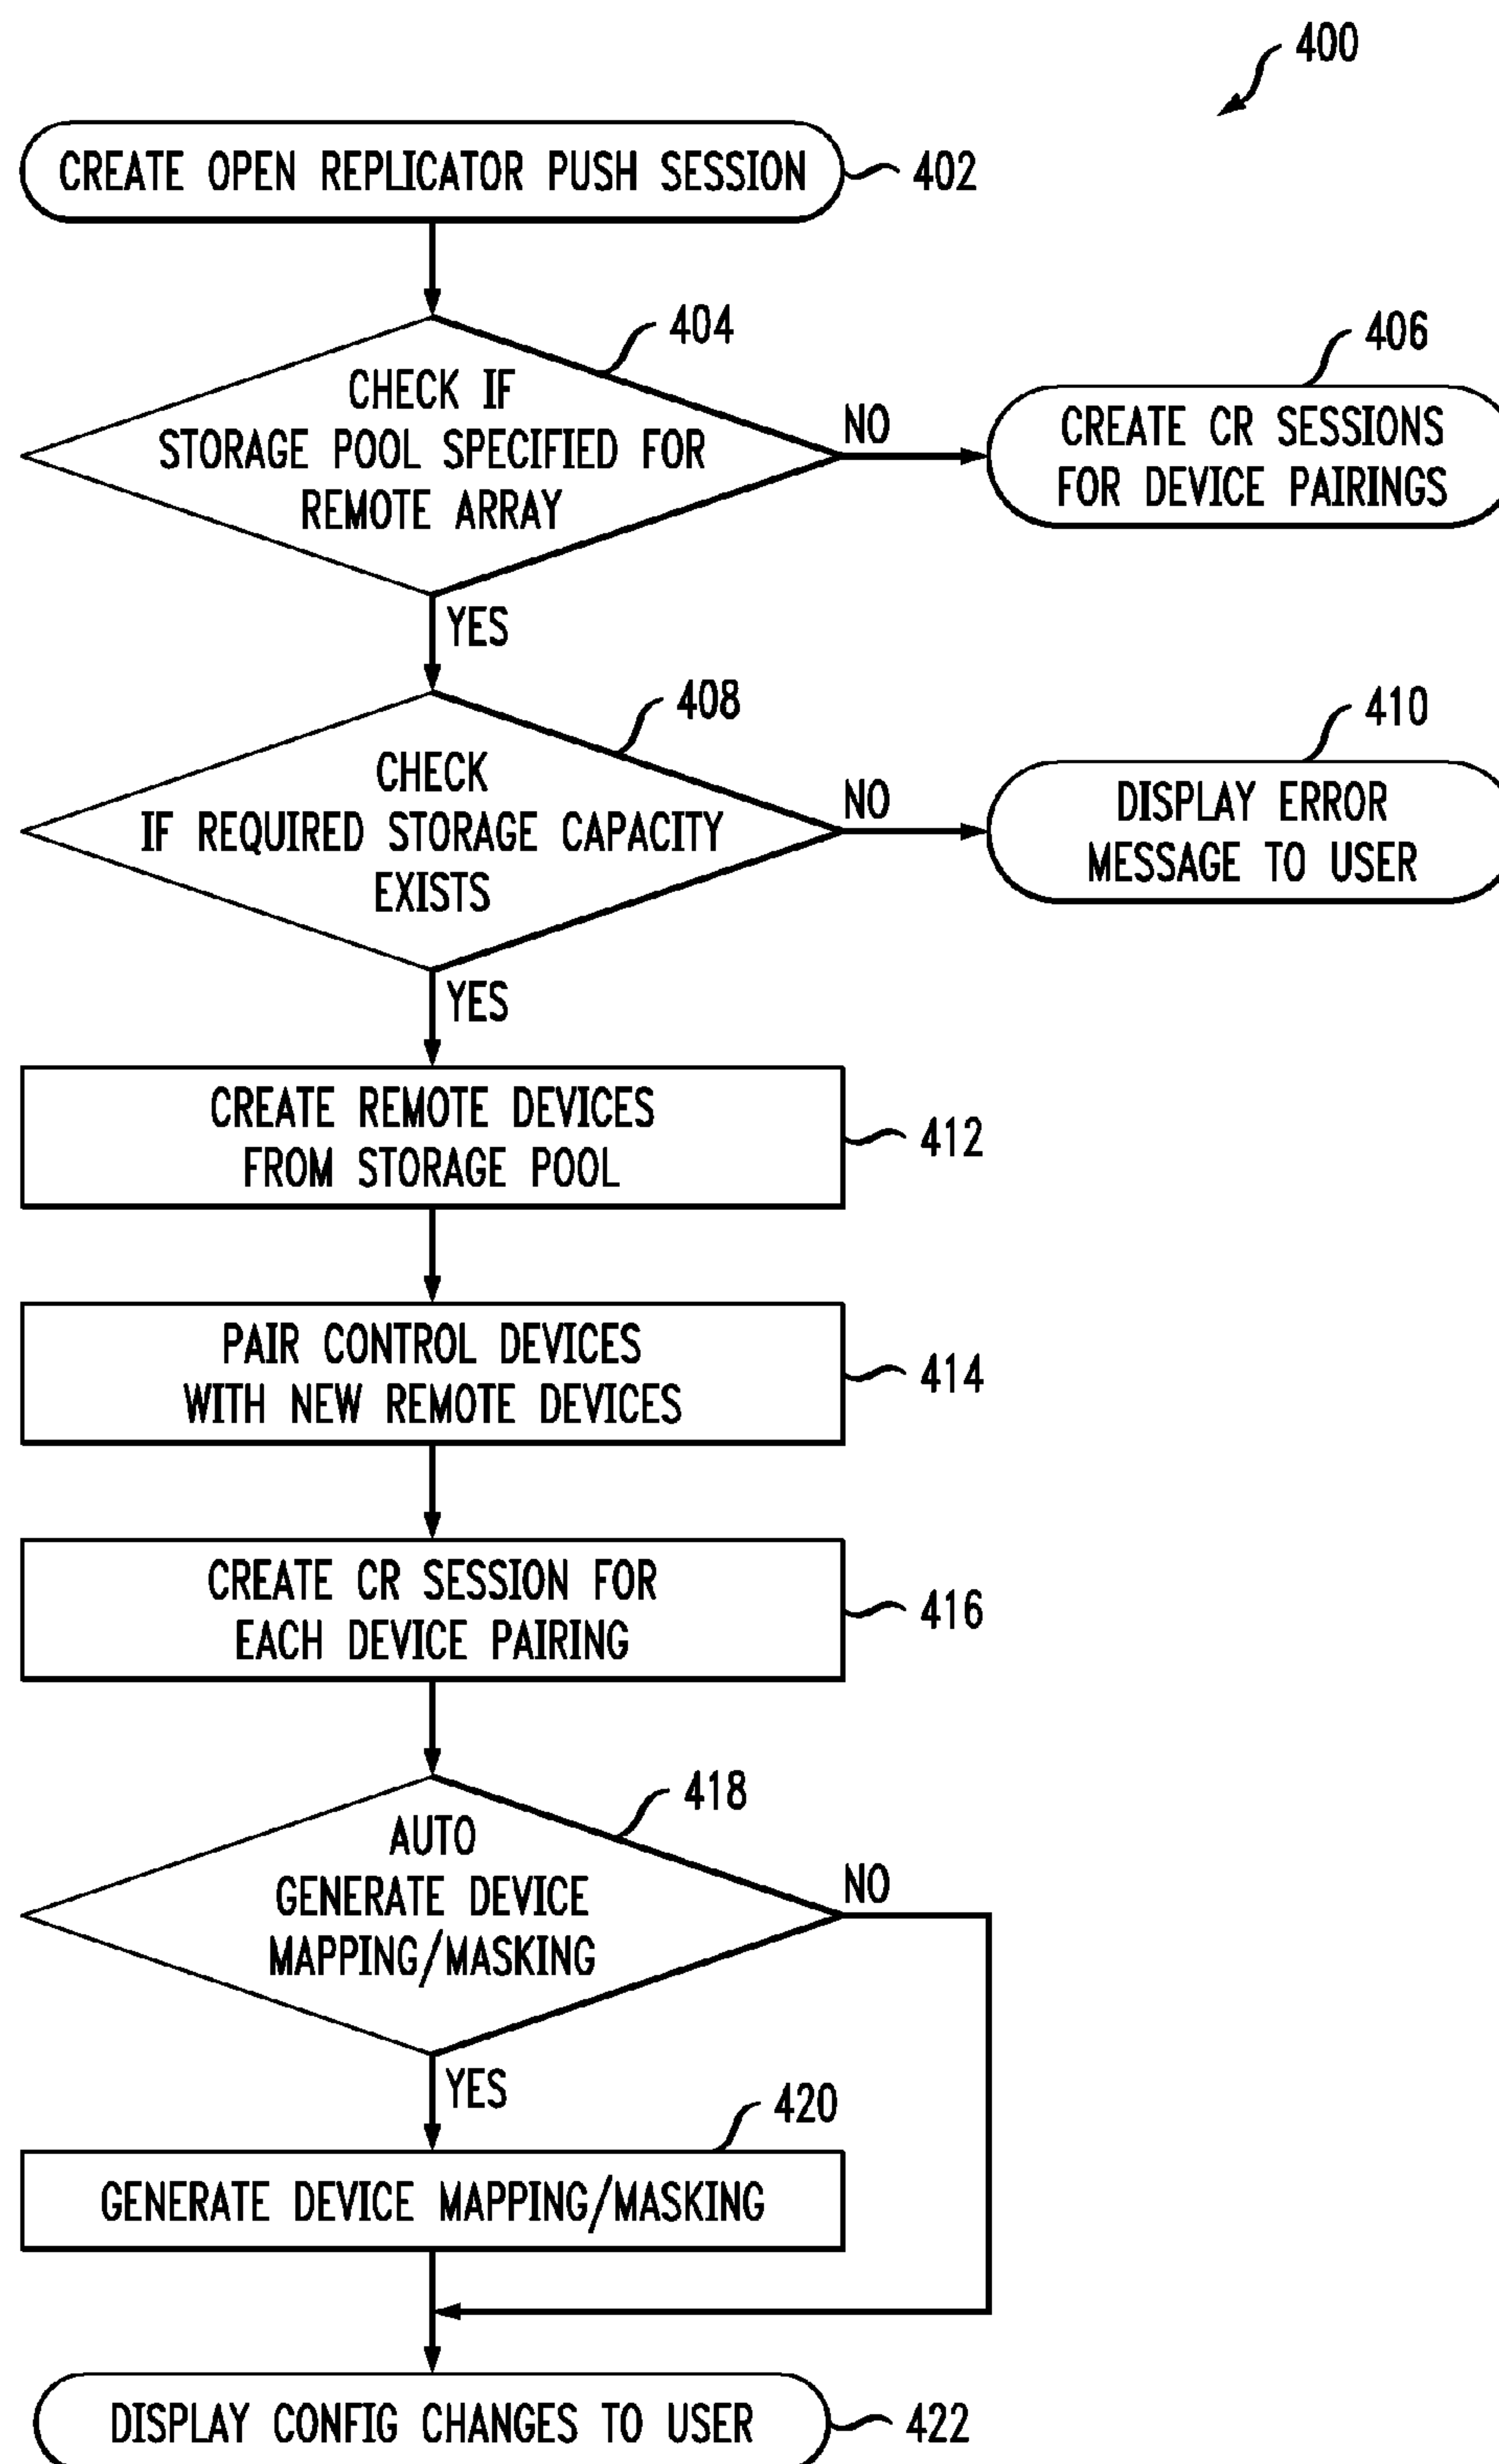 400
CREATE OPEN REPLICATOR PUSH SESSION
402
404
CHECK IF
STORAGE POOL SPECIFIED FOR
REMOTE ARRAY
NO
406
CREATE CR SESSIONS
FOR DEVICE PAIRINGS
YES
408
CHECK
IF REQUIRED STORAGE CAPACITY
EXISTS
NO
410
DISPLAY ERROR
MESSAGE TO USER
YES
CREATE REMOTE DEVICES
FROM STORAGE POOL
412
PAIR CONTROL DEVICES
WITH NEW REMOTE DEVICES
414
CREATE CR SESSION FOR
EACH DEVICE PAIRING
416
418
AUTO
GENERATE DEVICE
MAPPING/MASKING
NO
YES
420
GENERATE DEVICE MAPPING/MASKING
DISPLAY CONFIG CHANGES TO USER
422